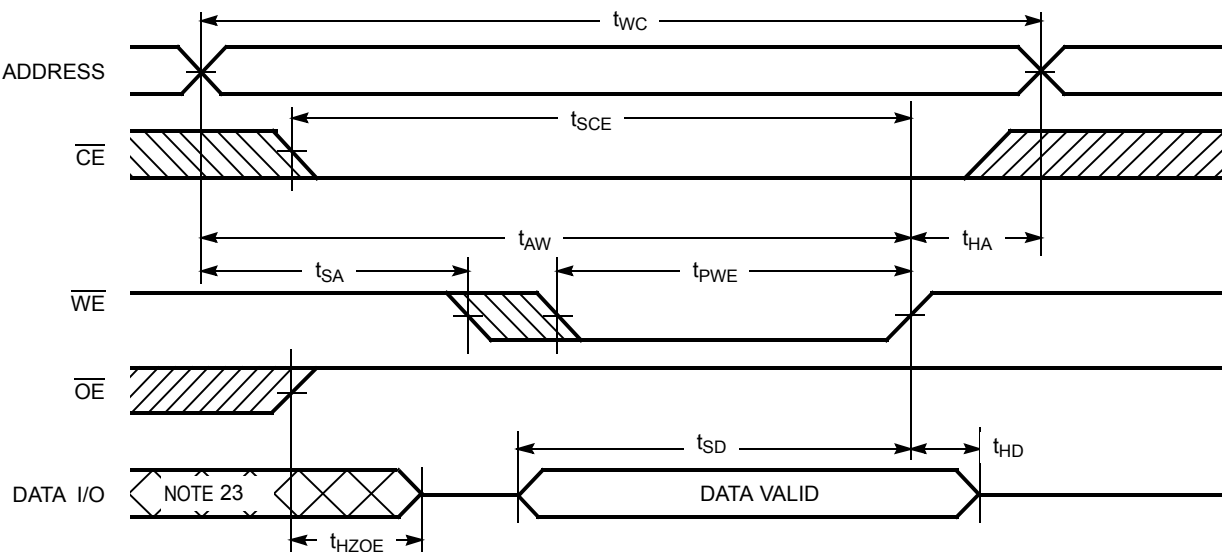 tWC
ADDRESS
tSCE
CE
tAW
tHA
tSA
tPWE
WE
OE
tSD
tHD
DATA I/O
NOTE 23
DATA VALID
tHZOE